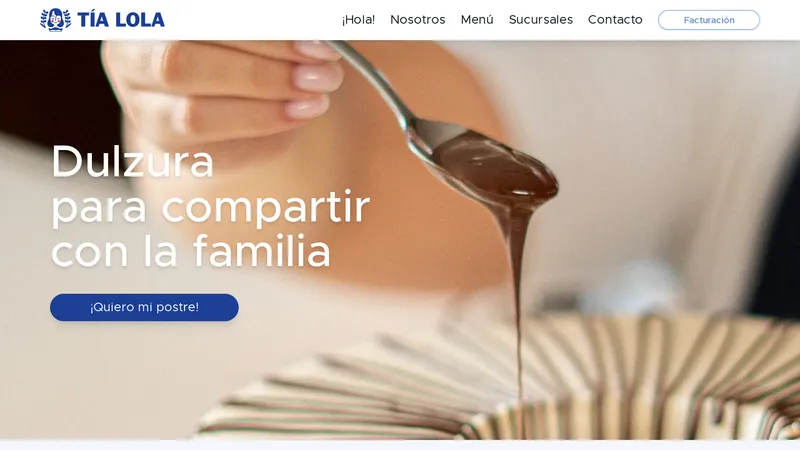 TÍA LOLA
¡Hola! Nosotros Menú Sucursales Contacto Facturación
Dulzura
para compartir
con la familia
¡Quiero mi postre!